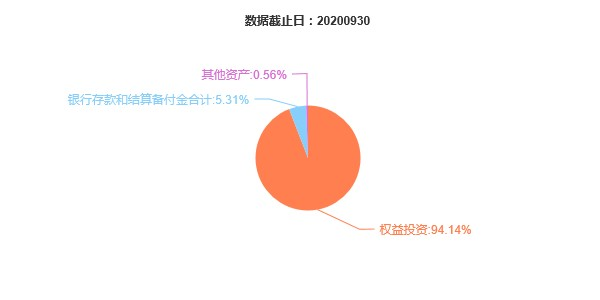 数据截止日：20200930
其他资产:0.56%
银行存款和结算备付金合计:5.31%
权益投资:94.14%